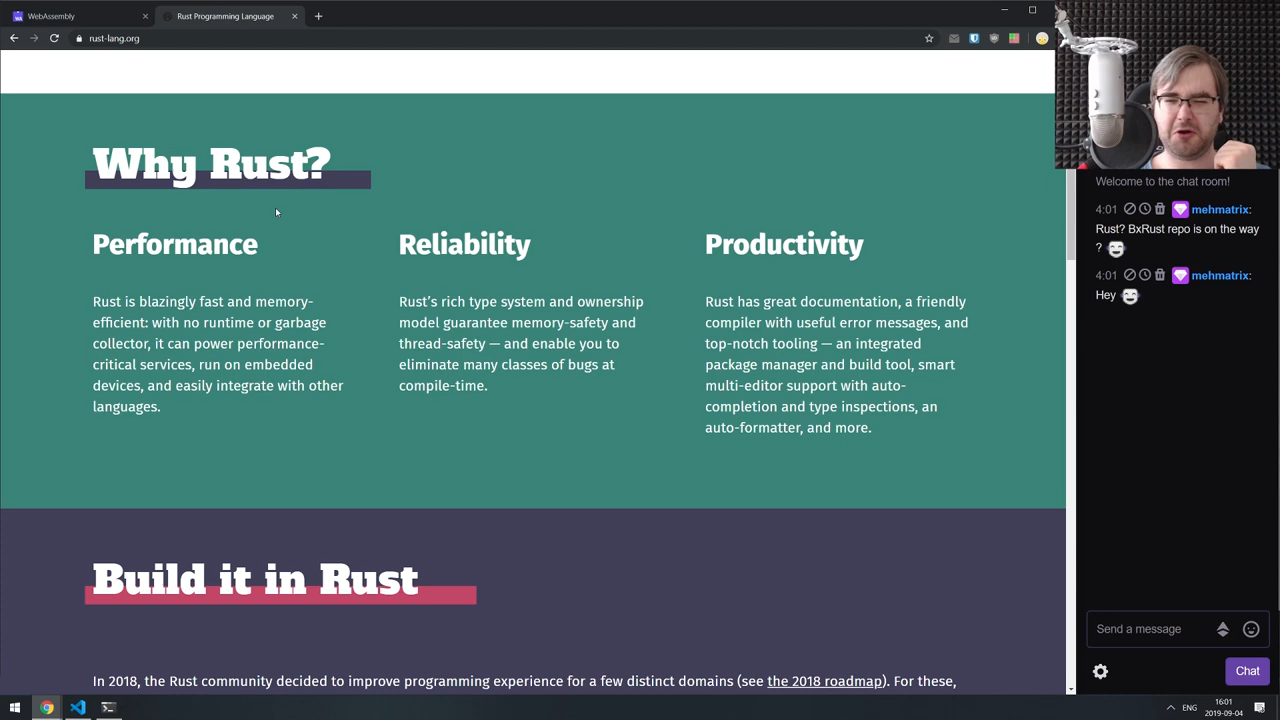 WebAssembly
Rust Programming Language
rust-lang.org
Why Rust?
Performance
Rust is blazingly fast and memory-
efficient: with no runtime or garbage
collector, it can power performance-
critical services, run on embedded
devices, and easily integrate with other
languages.
Reliability
Rust’s rich type system and ownership
model guarantee memory-safety and
thread-safety — and enable you to
eliminate many classes of bugs at
compile-time.
Productivity
Rust has great documentation, a friendly
compiler with useful error messages, and
top-notch tooling — an integrated
package manager and build tool, smart
multi-editor support with auto-
completion and type inspections, an
auto-formatter, and more.
Build it in Rust
In 2018, the Rust community decided to improve programming experience for a few distinct domains (see the 2018 roadmap). For these,
Welcome to the chat room!
4:01 mehmatrix:
Rust? BxRust repo is on the way
?
4:01 mehmatrix:
Hey
Send a message
Chat
ENG
16:01
2019-09-04